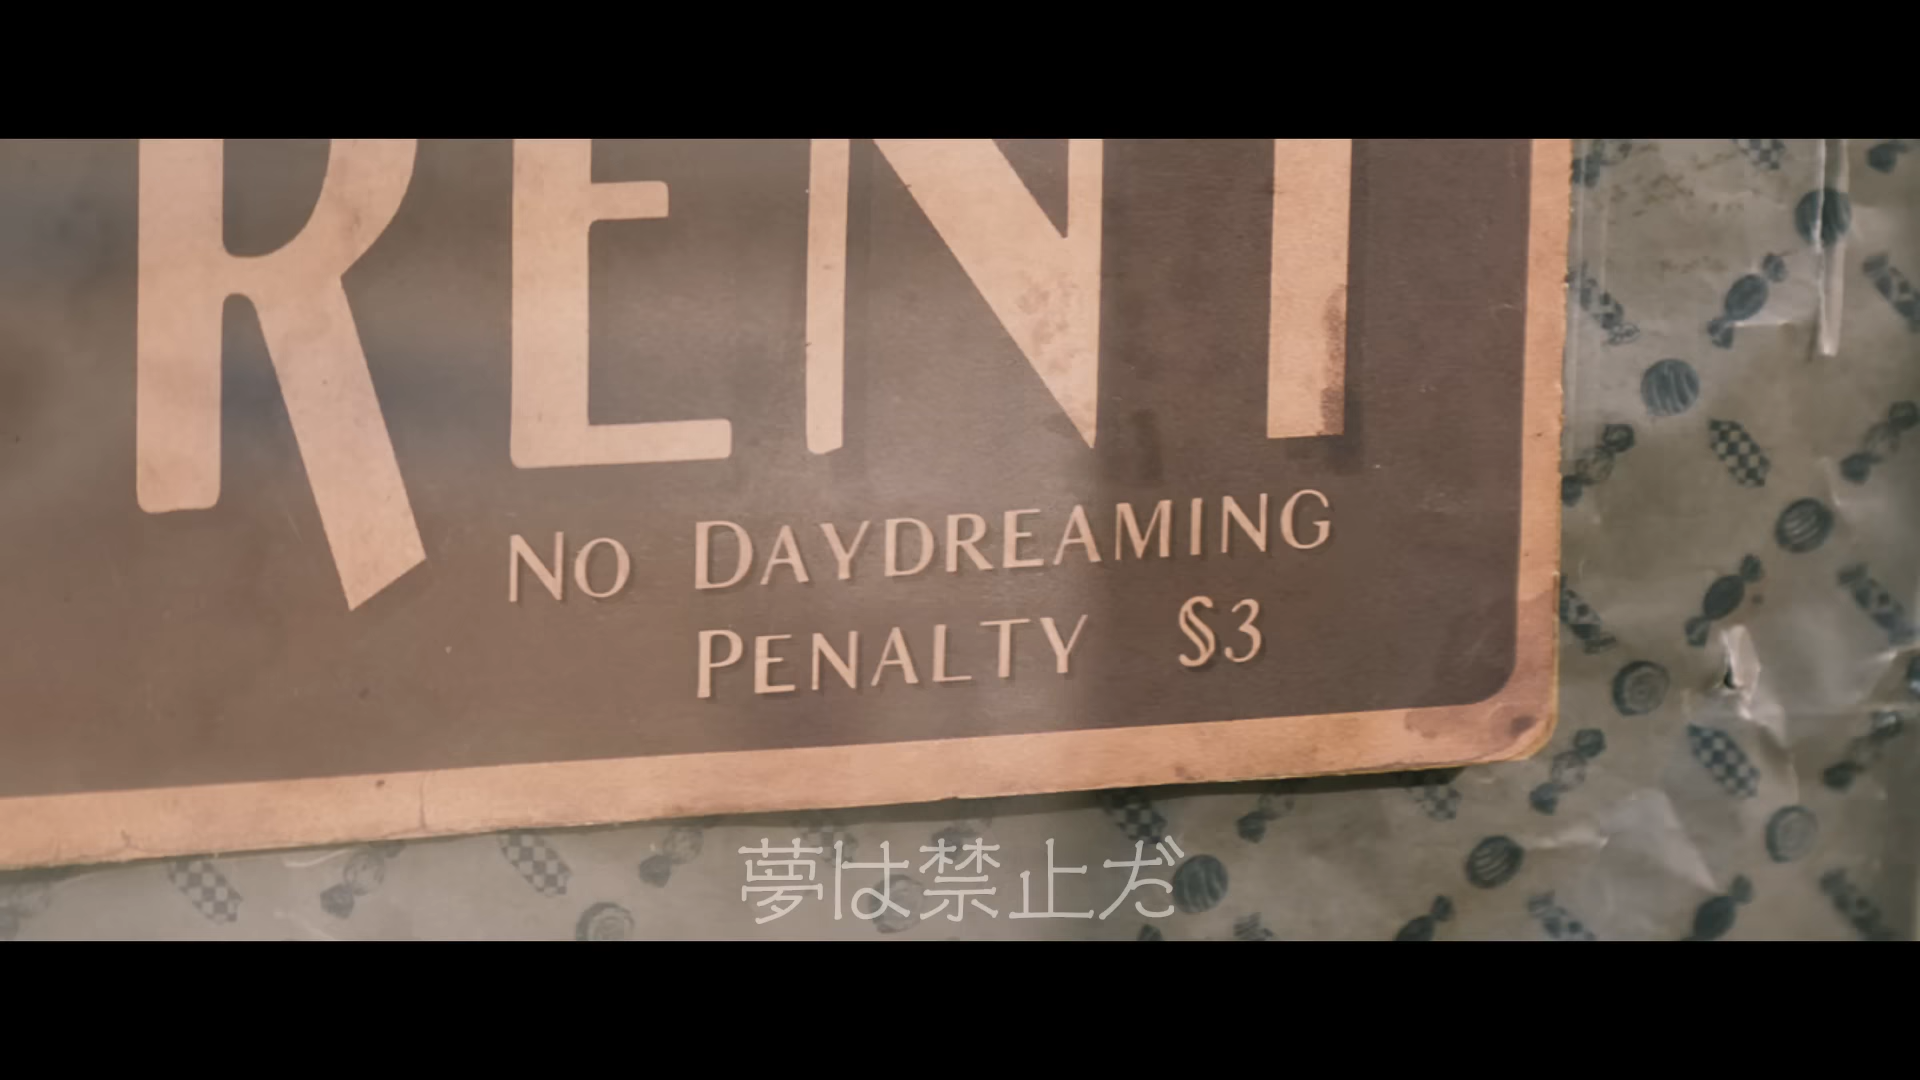 RENT
NO DAYDREAMING
PENALTY $3
夢は禁止だ